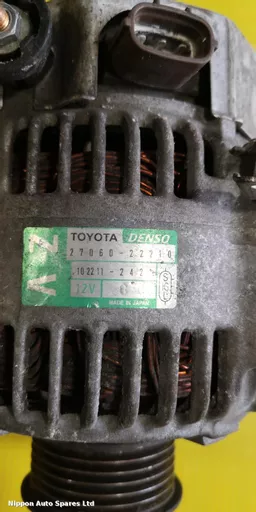 TOYOTA DENSO
27060-22210
102211-242
12V
MADE IN JAPAN
Nippon Auto Spares Ltd